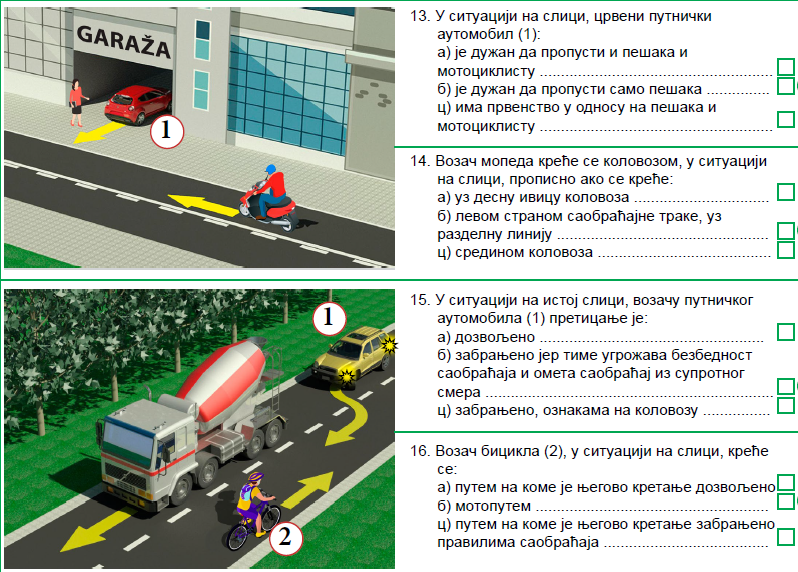 GARAŽA
1
13. У ситуацији на слици, црвени путнички
аутомобил (1):
а) је дужан да пропусти и пешака и
мотоциклисту
б) је дужан да пропусти само пешака
ц) има првенство у односу на пешака и
мотоциклисту
14. Возач мопеда креће се коловозом, у ситуацији
на слици, прописно ако се креће:
а) уз десну ивицу коловоза
б) левом страном саобраћајне траке, уз
разделну линију
ц) средином коловоза
1
2
15. У ситуацији на истој слици, возачу путничког
аутомобила (1) претицање је:
а) дозвољено
б) забрањено јер тиме угрожава безбедност
саобраћаја и омета саобраћај из супротног
смера
ц) забрањено, ознакама на коловозу
16. Возач бицикла (2), у ситуацији на слици, креће
се:
а) путем на коме је његово кретање дозвољено
б) мотопутем
ц) путем на коме је његово кретање забрањено
правилима саобраћаја